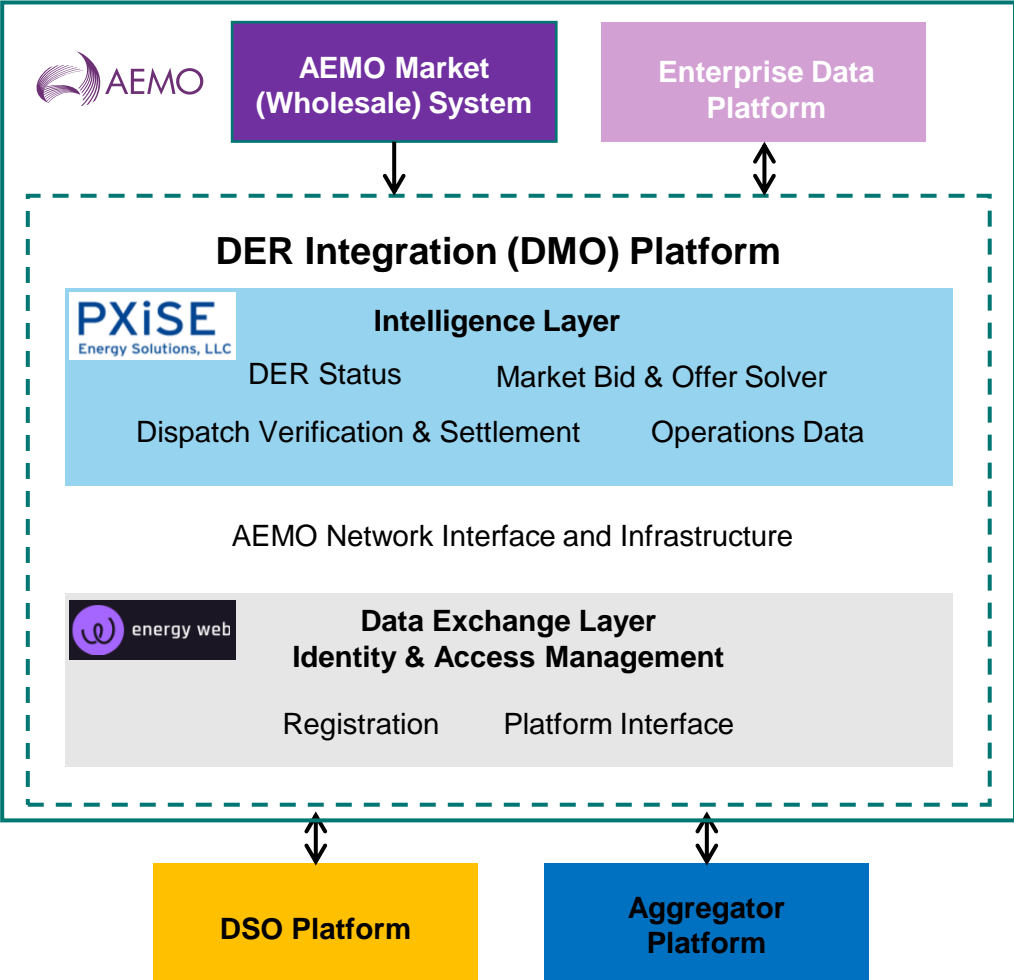 AEMO
AEMO Market
(Wholesale) System
Enterprise Data
Platform
DER Integration (DMO) Platform
PXiSE
Energy Solutions, LLC
Intelligence Layer
DER Status
Market Bid & Offer Solver
Dispatch Verification & Settlement
Operations Data
AEMO Network Interface and Infrastructure
energy web
Data Exchange Layer
Identity & Access Management
Registration
Platform Interface
DSO Platform
Aggregator
Platform